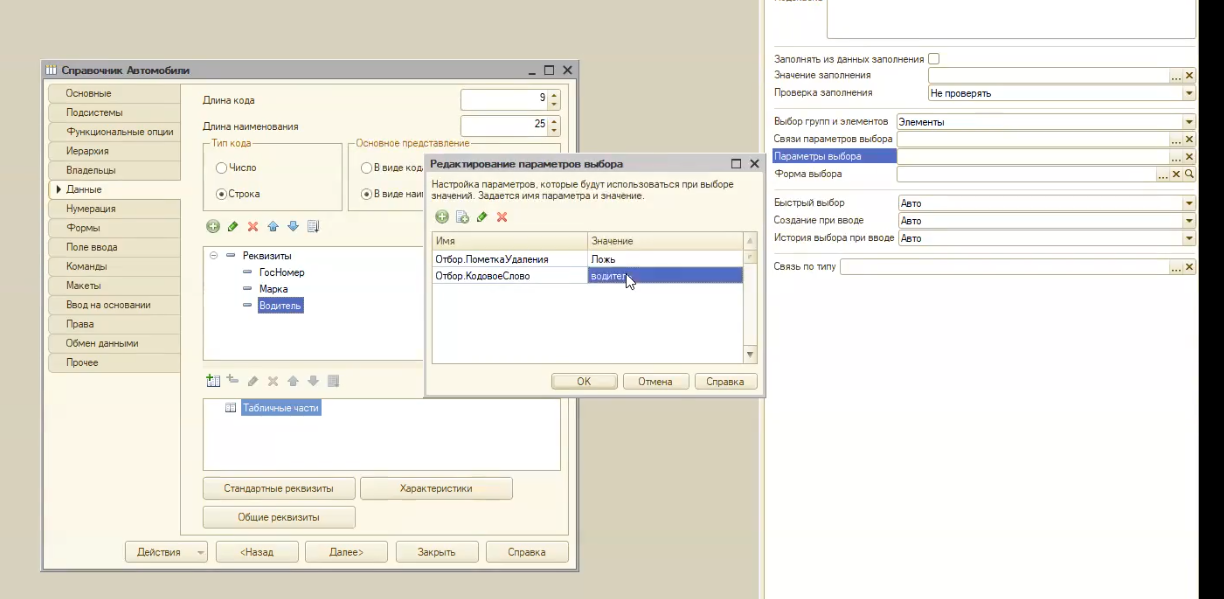 Справочник Автомобили
Основные
Подсистемы
Функциональные опции
Иерархия
Владельцы
Данные
Нумерация
Формы
Поле ввода
Команды
Макеты
Ввод на основании
Права
Обмен данными
Прочее
Длина кода
9
Длина наименования
25
Тип кода
Число
Строка
Основное представление
В виде код
В виде наи
Реквизиты
ГосНомер
Марка
Водитель
Табличные части
Стандартные реквизиты
Характеристики
Общие реквизиты
Действия
<Назад
Далее>
Закрыть
Справка
Редактирование параметров выбора
Настройка параметров, которые будут использоваться при выборе
значений. Задается имя параметра и значение.
Имя Значение
Отбор.ПометкаУдаления Ложь
Отбор.КодовоеСлово водитель
OK
Отмена
Справка
Заполнять из данных заполнения
Значение заполнения
Проверка заполнения Не проверять
Выбор групп и элементов Элементы
Связи параметров выбора
Параметры выбора
Форма выбора
Быстрый выбор Авто
Создание при вводе Авто
История выбора при вводе Авто
Связь по типу